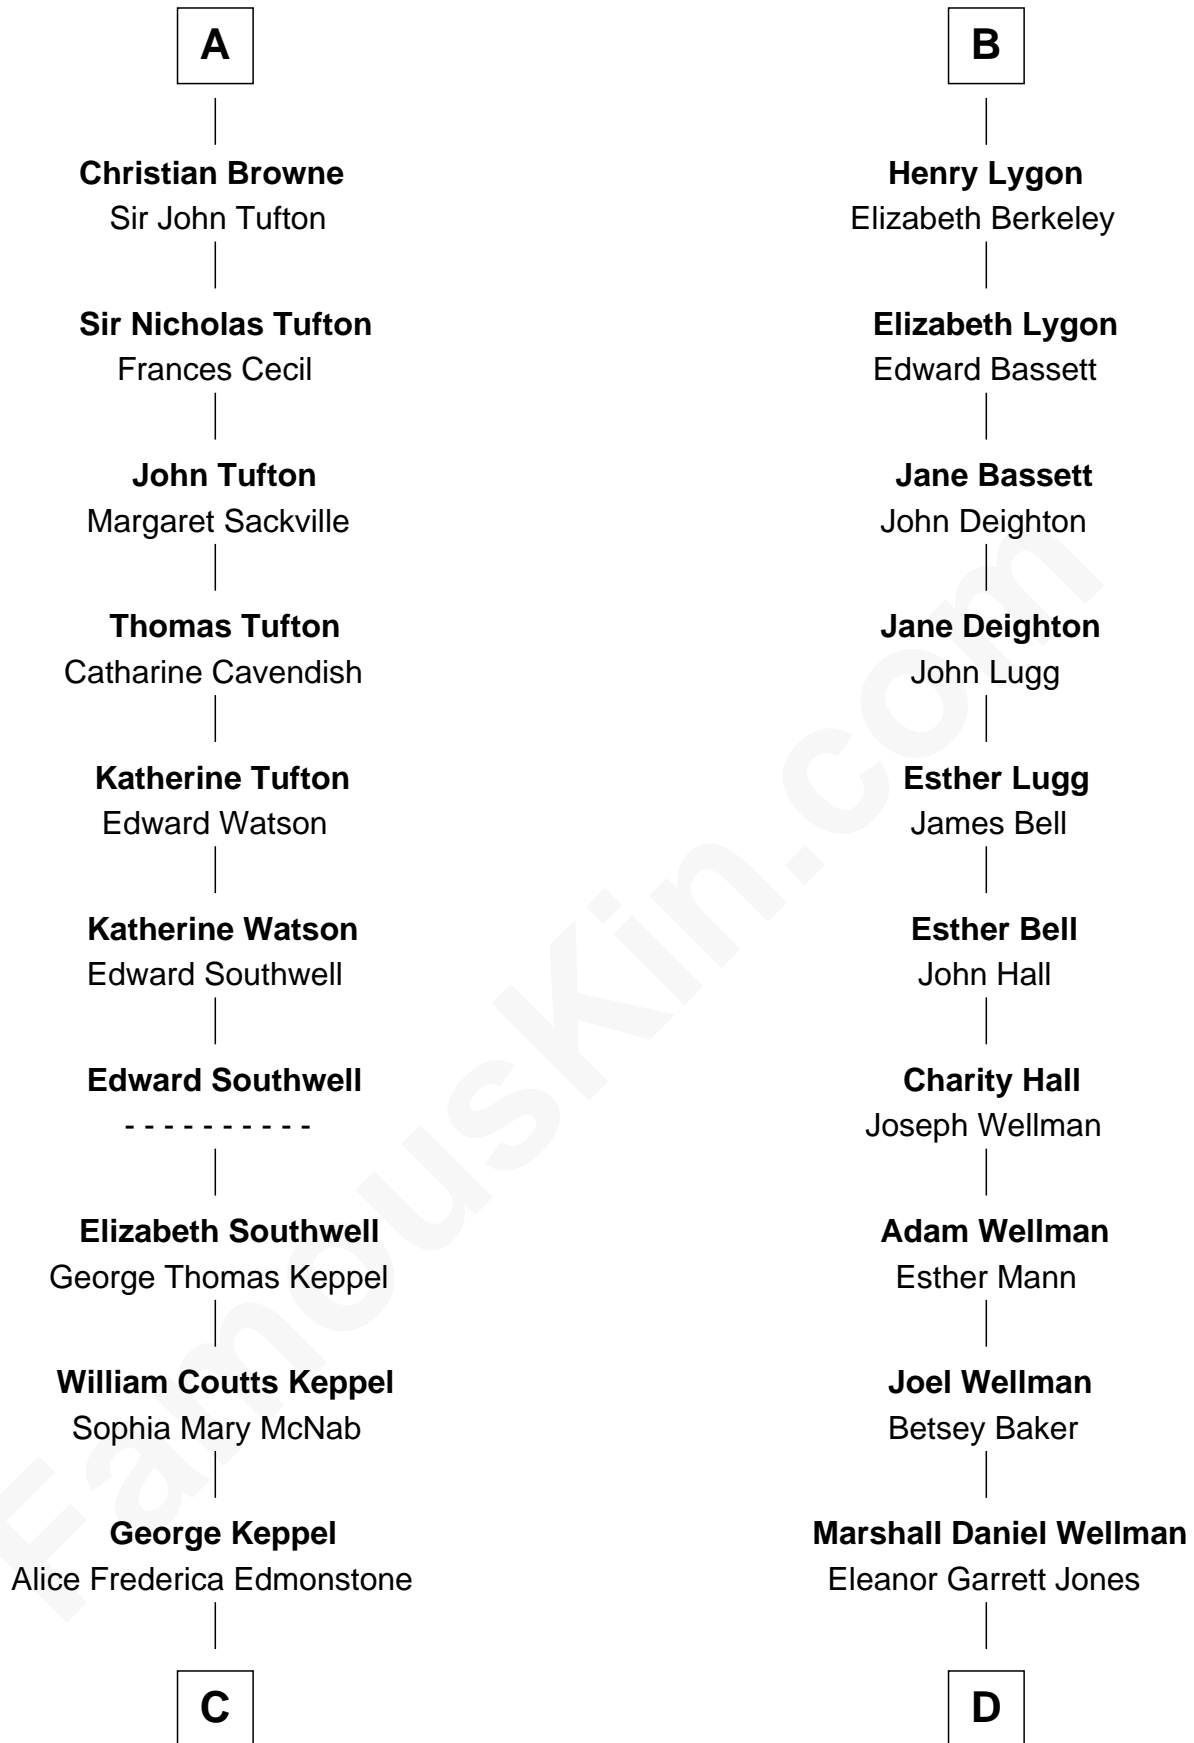 A
Christian Browne
Sir John Tufton
Sir Nicholas Tufton
Frances Cecil
John Tufton
Margaret Sackville
Thomas Tufton
Catharine Cavendish
Katherine Tufton
Edward Watson
Katherine Watson
Edward Southwell
Edward Southwell
- - - - - - - - - -
Elizabeth Southwell
George Thomas Keppel
William Coutts Keppel
Sophia Mary McNab
George Keppel
Alice Frederica Edmonstone
C
B
Henry Lygon
Elizabeth Berkeley
Elizabeth Lygon
Edward Bassett
Jane Bassett
John Deighton
Jane Deighton
John Lugg
Esther Lugg
James Bell
Esther Bell
John Hall
Charity Hall
Joseph Wellman
Adam Wellman
Esther Mann
Joel Wellman
Betsey Baker
Marshall Daniel Wellman
Eleanor Garrett Jones
D
FamousKin.com